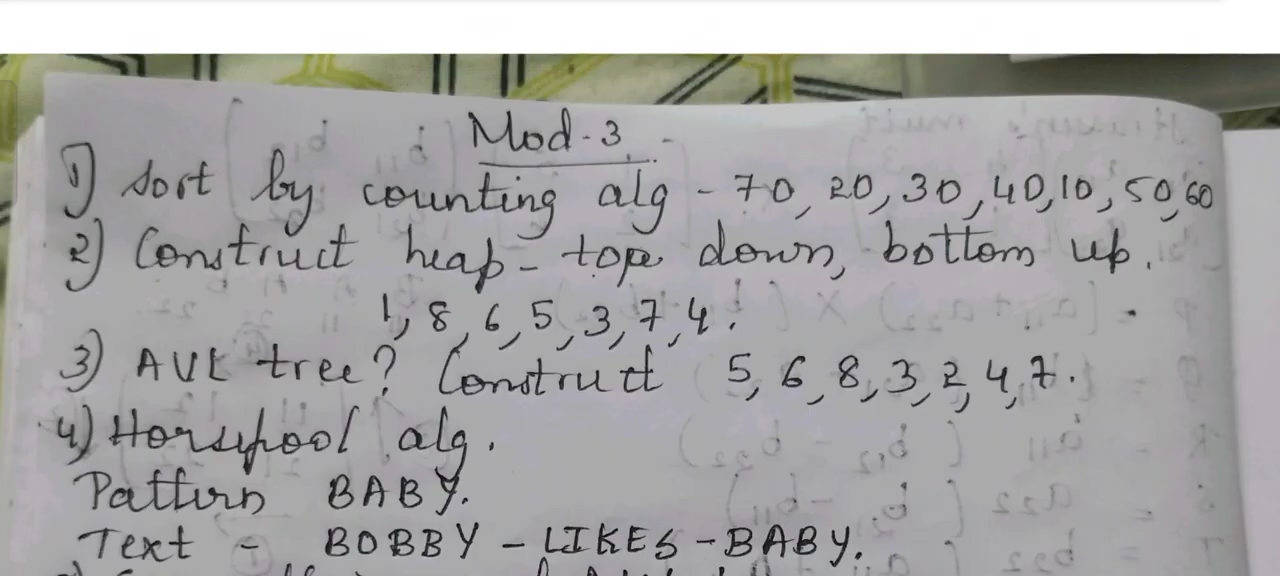 Mod-3
1) Sort by counting alg - 70, 20, 30, 40, 10, 50, 60
2) Construct heap - tope down, bottom up.
1, 8, 6, 5, 3, 7, 4.
3) AVL tree? Construct 5, 6, 8, 3, 2, 4, 7.
4) Horspool alg.
Pattern BABY.
Text - BOBBY - LIKES - BABY.